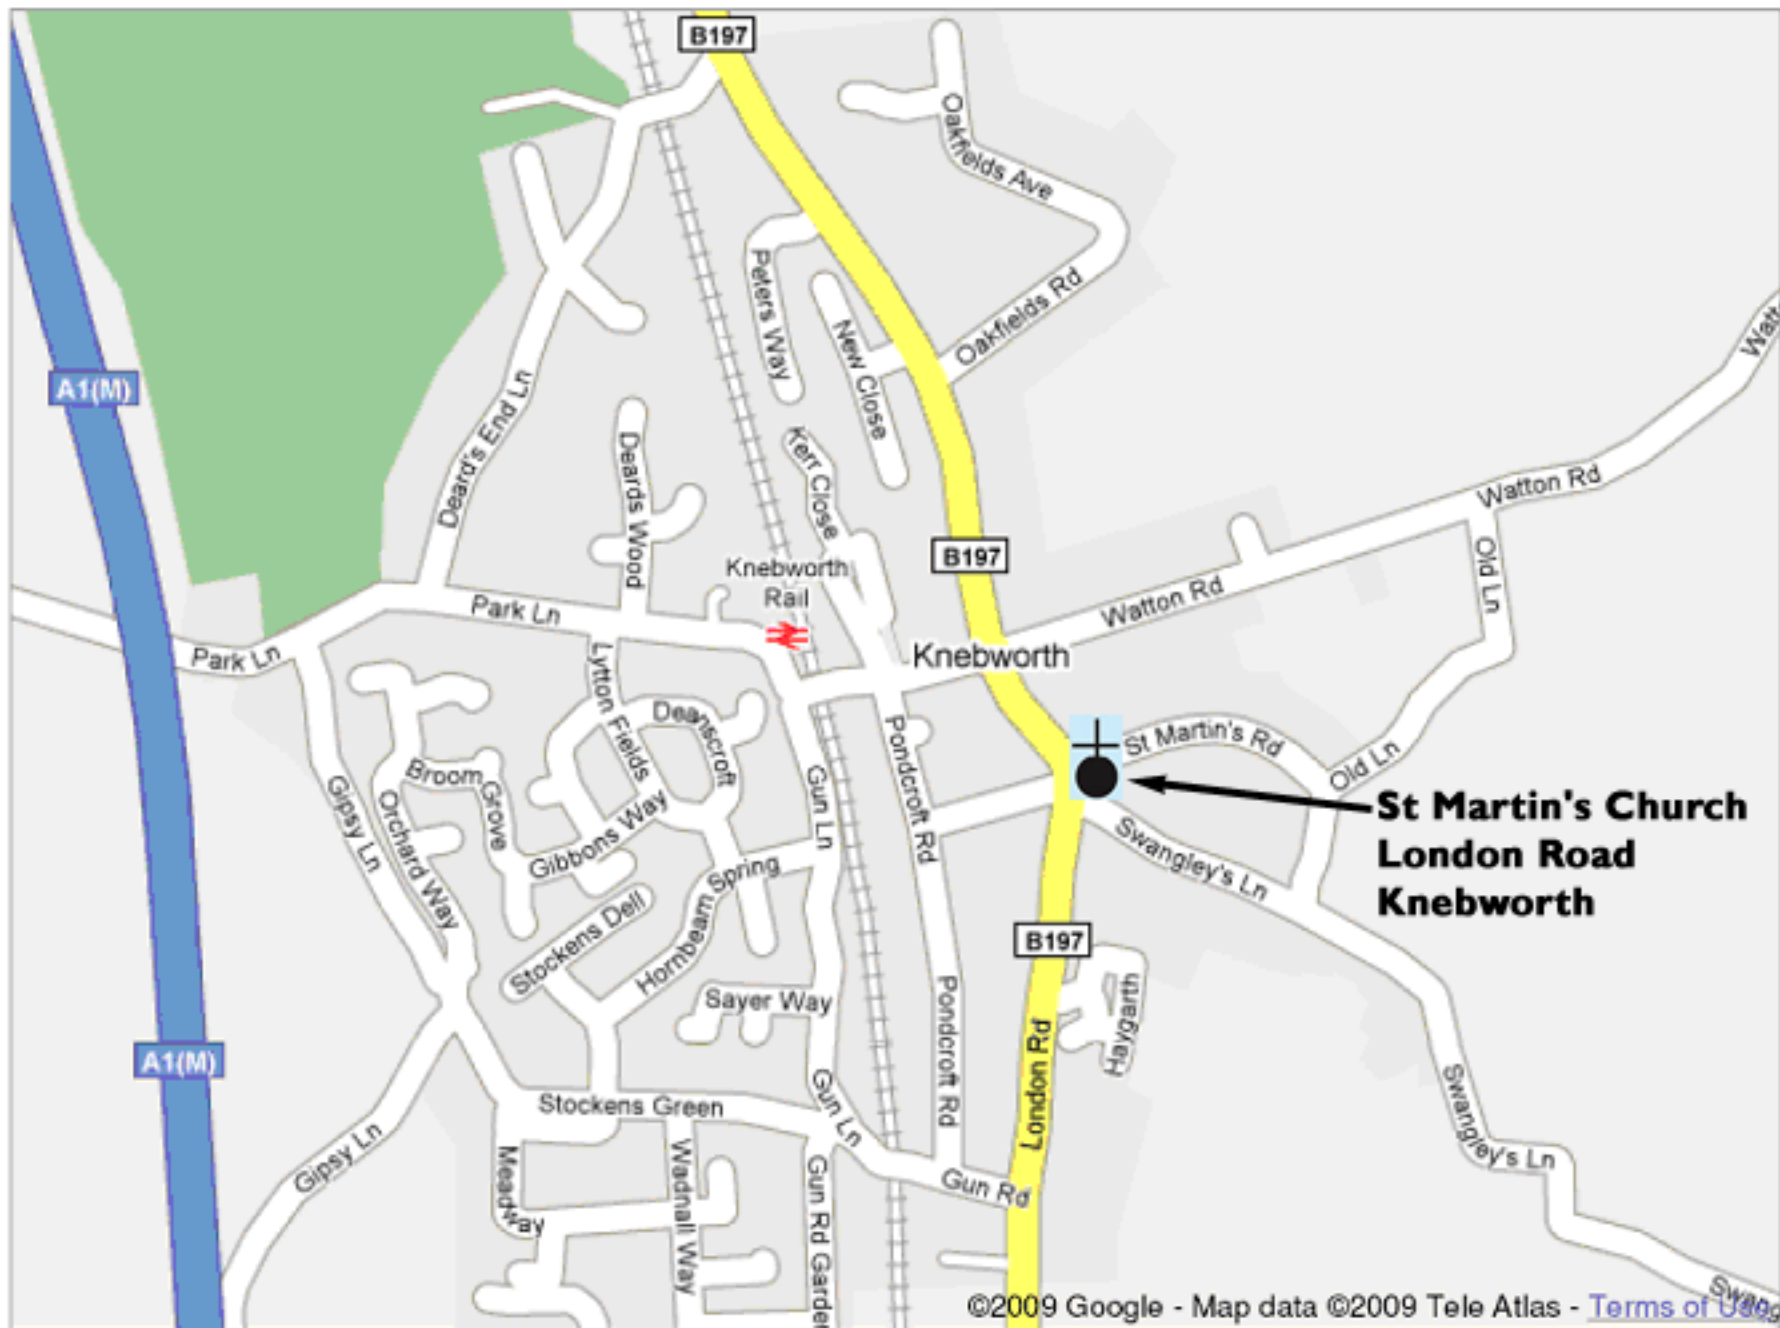 B197
Oakfields Ave
Peters Way
Oakfields Rd
New Close
A1(M)
Deard's End Ln
Deards Wood
Kerr Close
Watton Rd
B197
Old Ln
Knebworth
Rail
Park Ln
Watton Rd
Park Ln
Knebworth
Lytton Fields
Deanscroft
Pondcroft Rd
St Martin's Rd
Old Ln
Gipsy Ln
Broom Grove
Orchard Way
Gun Ln
St Martin's Church
London Road
Knebworth
Gibbons Way
Swangley's Ln
Hornbeam Spring
Stockens Dell
B197
Sayer Way
Pondcroft Rd
Haygarth
London Rd
A1(M)
Stockens Green
Gun Ln
Swangley's Ln
Gipsy Ln
Meadway
Wadnall Way
Gun Rd Garde
Gun Rd
Swang
©2009 Google - Map data ©2009 Tele Atlas - Terms of Use